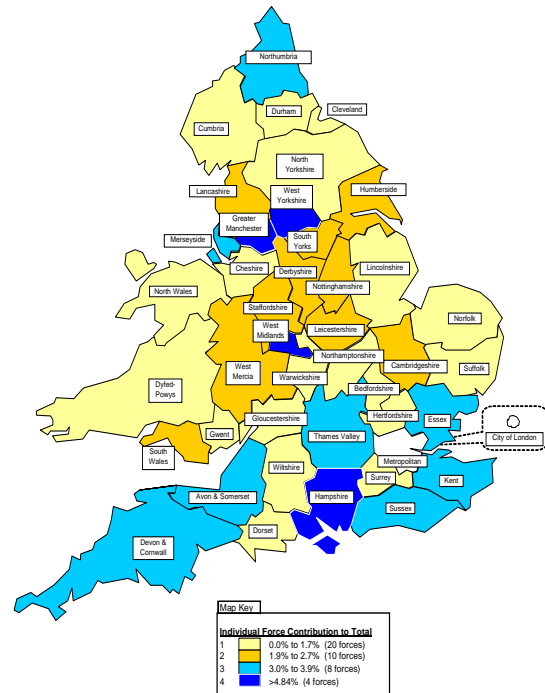 Northumbria
Durham
Cleveland
Cumbria
North
Yorkshire
Lancashire
West
Yorkshire
Humberside
Greater
Manchester
South
Yorks
Merseyside
Cheshire
Derbyshire
Lincolnshire
North Wales
Nottinghamshire
Staffordshire
Norfolk
West
Midlands
Leicestershire
Northamptonshire
West
Mercia
Warwickshire
Cambridgeshire
Suffolk
Dyfed-
Powys
Bedfordshire
Gloucestershire
Hertfordshire
Essex
Gwent
Thames Valley
City of London
South
Wales
Wiltshire
Metropolitan
Surrey
Kent
Avon & Somerset
Hampshire
Sussex
Dorset
Devon &
Cornwall
Map Key
Individual Force Contribution to Total
1 0.0% to 1.7% (20 forces)
2 1.9% to 2.7% (10 forces)
3 3.0% to 3.9% (8 forces)
4 >4.84% (4 forces)